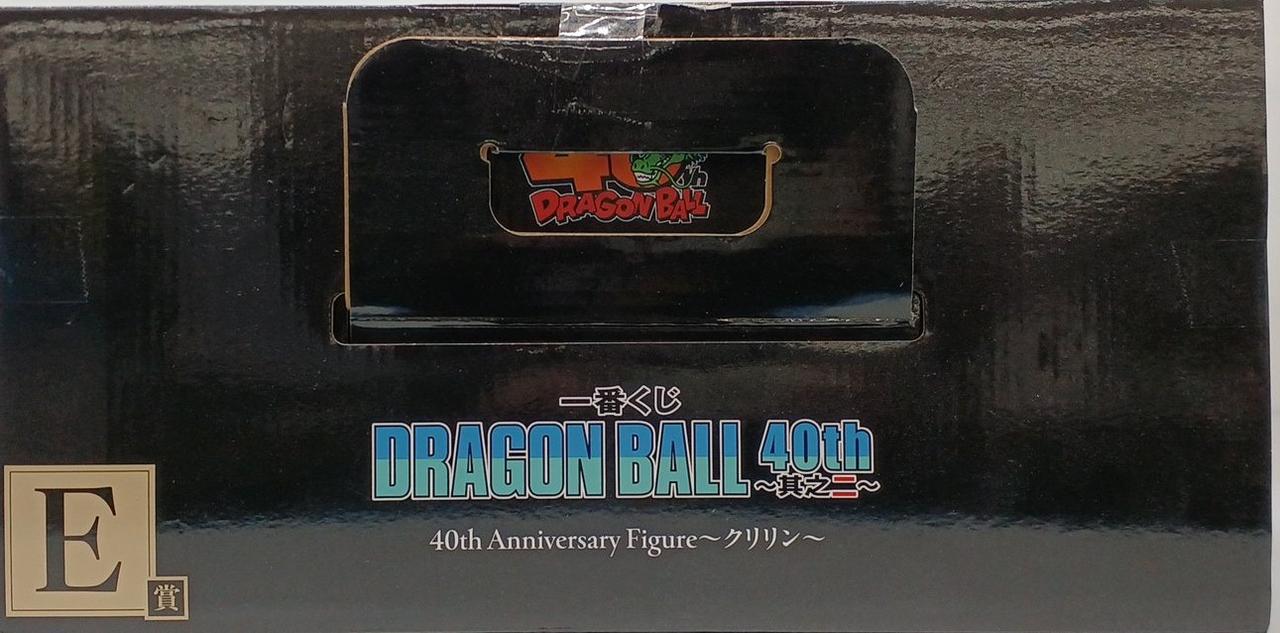 40th
DRAGON BALL
一番くじ
DRAGON BALL 40th
～其之二～
40th Anniversary Figure～クリリン～
E
賞